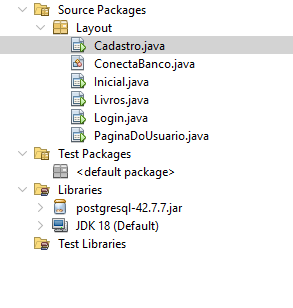 Source Packages
Layout
Cadastro.java
ConectaBanco.java
Inicial.java
Livros.java
Login.java
PaginaDoUsuario.java
Test Packages
<default package>
Libraries
postgresql-42.7.7.jar
JDK 18 (Default)
Test Libraries